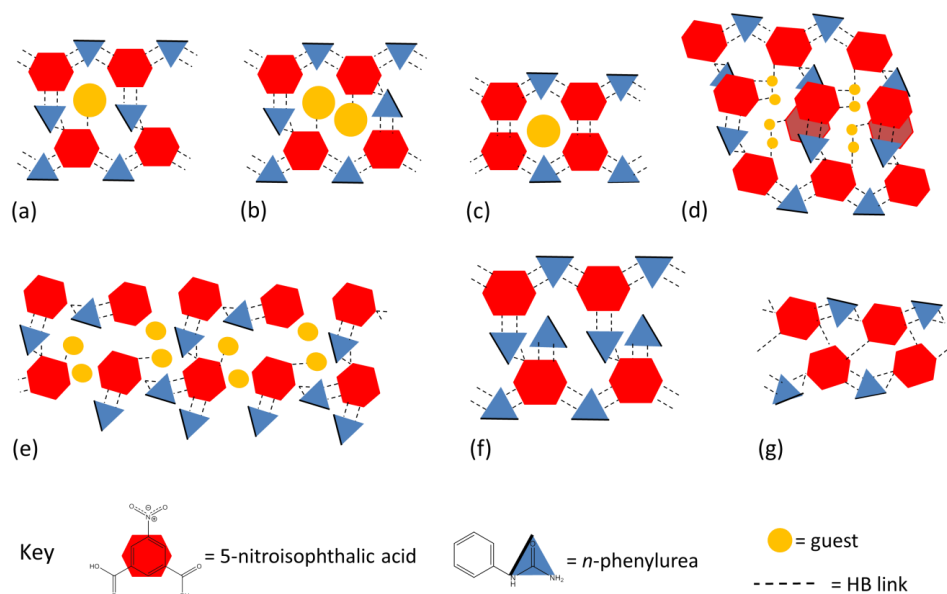 (a)
(b)
(c)
(d)
(e)
(f)
(g)
Key
O
N
O
⊖
⊕
HO
O
O
= 5-nitroisophthalic acid
O
N
H
NH₂
= n-phenylurea
= guest
= HB link